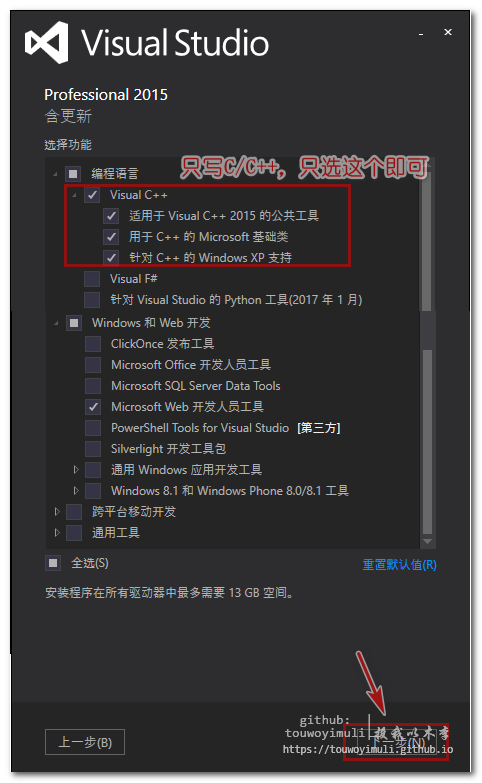 Visual Studio
Professional 2015
含更新
选择功能
编程语言
只写C/C++，只选这个即可
Visual C++
适用于 Visual C++ 2015 的公共工具
用于 C++ 的 Microsoft 基础类
针对 C++ 的 Windows XP 支持
Visual F#
针对 Visual Studio 的 Python 工具(2017 年 1 月)
Windows 和 Web 开发
ClickOnce 发布工具
Microsoft Office 开发人员工具
Microsoft SQL Server Data Tools
Microsoft Web 开发人员工具
PowerShell Tools for Visual Studio [第三方]
Silverlight 开发工具包
通用 Windows 应用开发工具
Windows 8.1 和 Windows Phone 8.0/8.1 工具
跨平台移动开发
通用工具
全选(S)
重置默认值(R)
安装程序在所有驱动器中最多需要 13 GB 空间。
github:
touwoyimuli 投我以木李
上一步(B)
下一步(N)
https://touwoyimuli.github.io